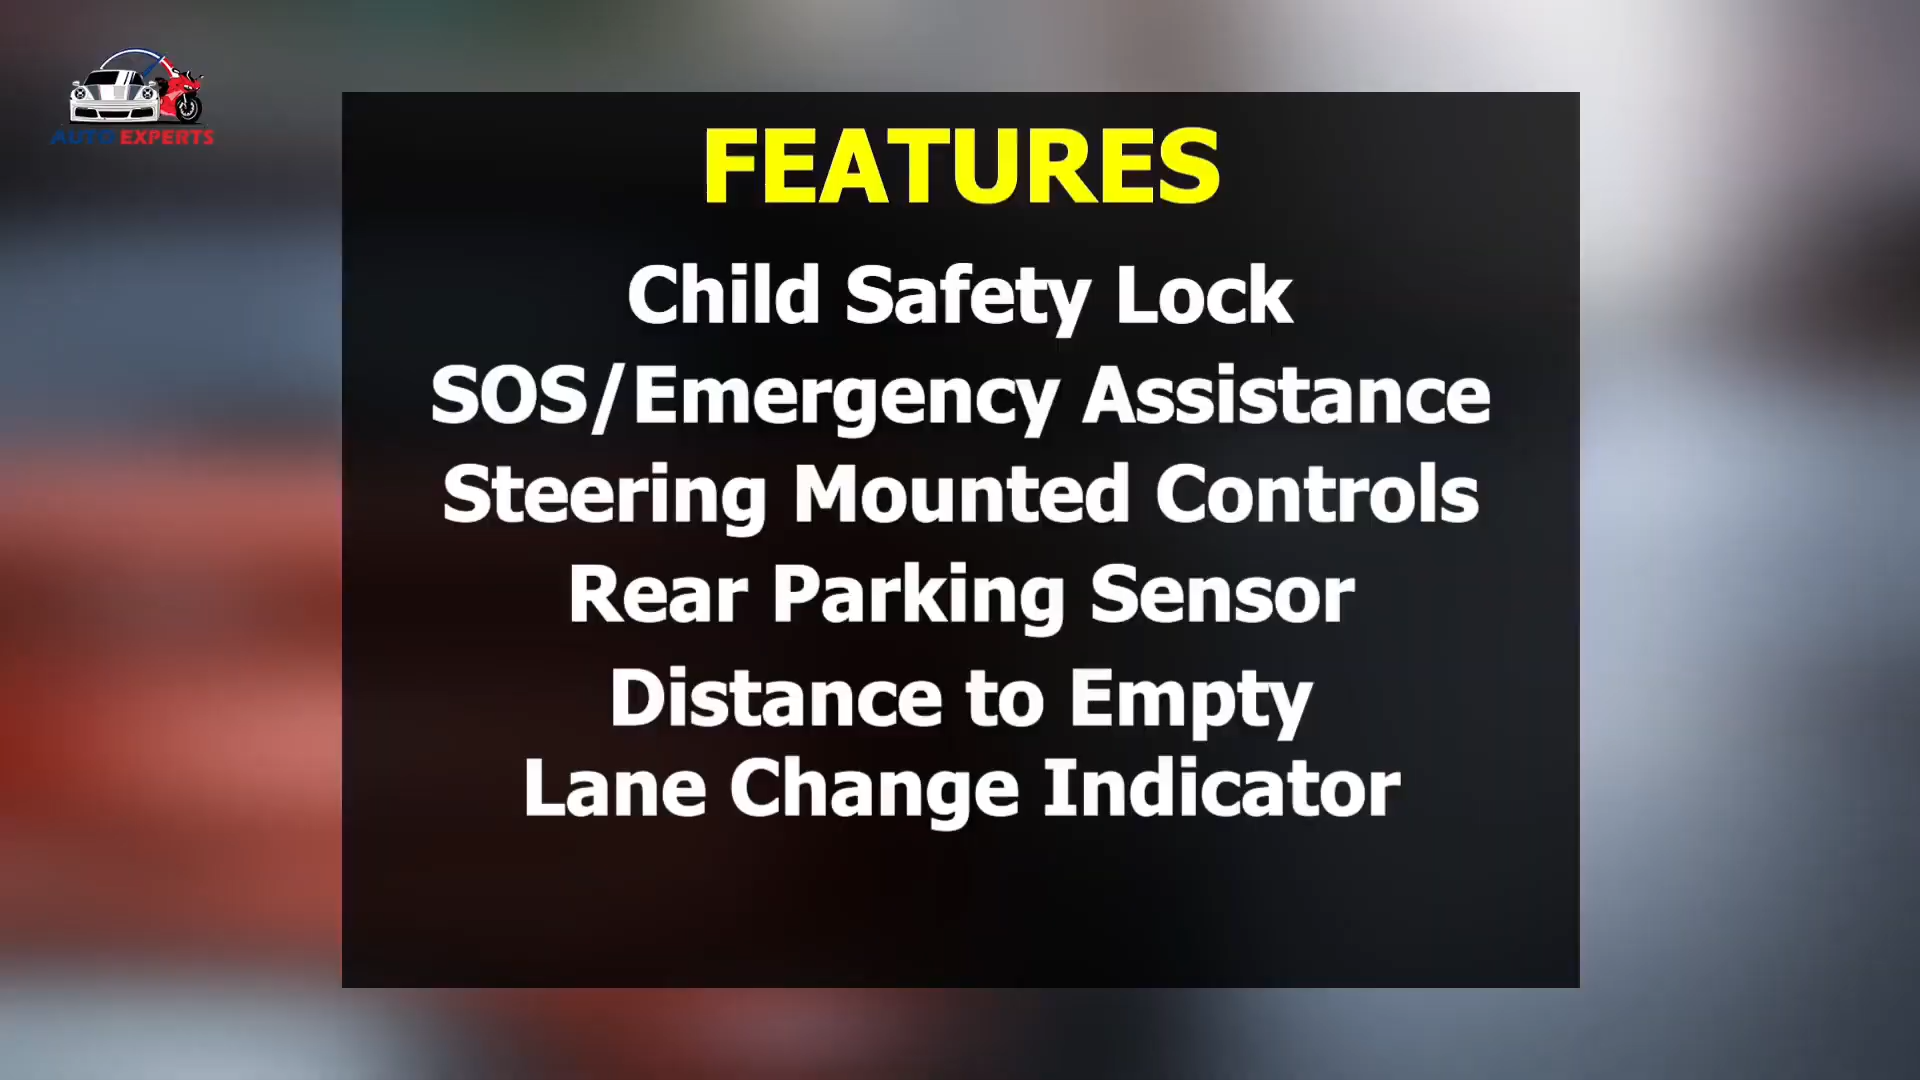 AUTO EXPERTS
FEATURES
Child Safety Lock
SOS/Emergency Assistance
Steering Mounted Controls
Rear Parking Sensor
Distance to Empty
Lane Change Indicator